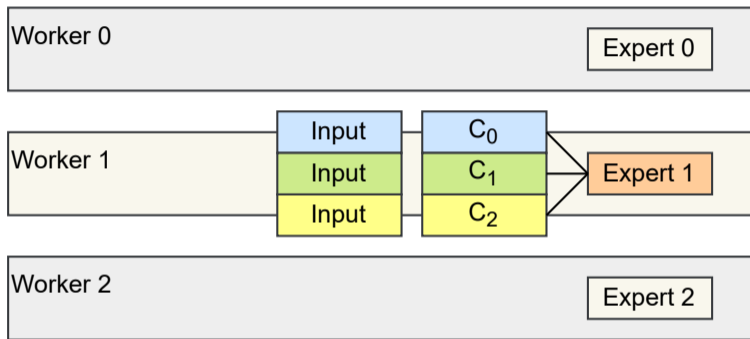 Worker 0
Expert 0
Input C₀
Worker 1
Input C₁ Expert 1
Input C₂
Worker 2
Expert 2